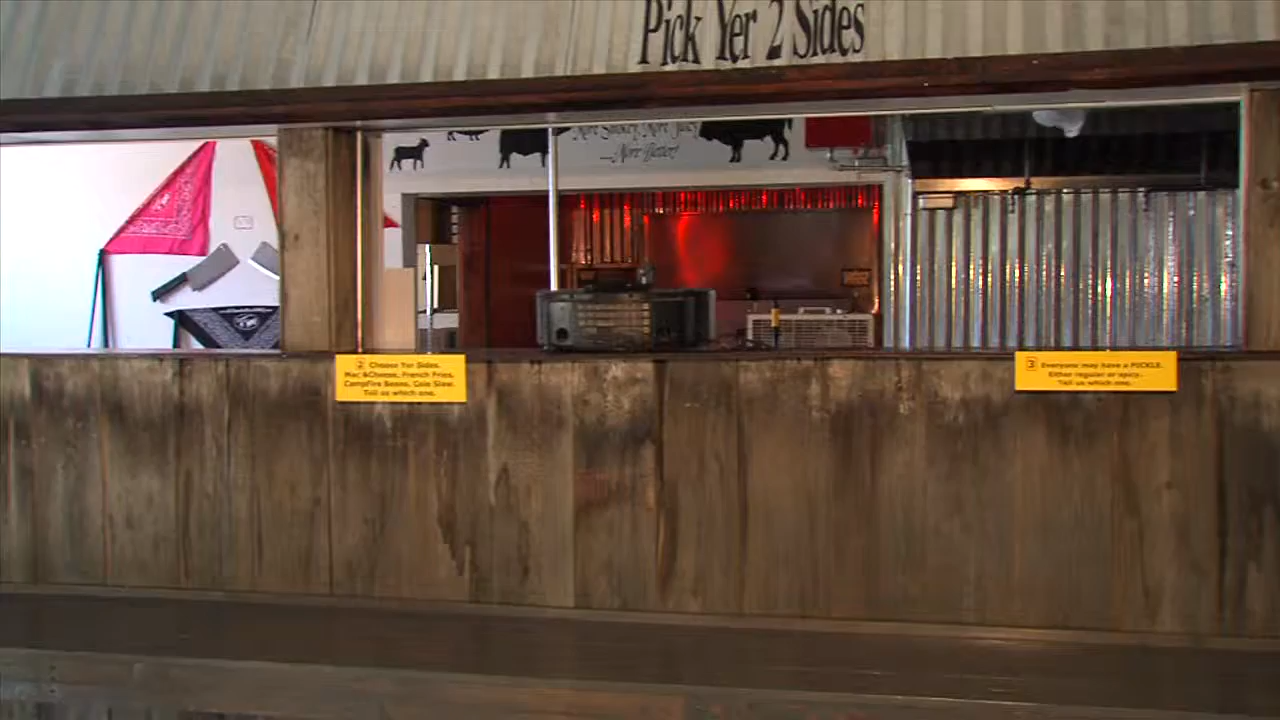 Pick Yer 2 Sides
More Smokey, More Juicy
....More Better!
2 Choose Yer Sides.
Mac &Cheese, French Fries,
CampFire Beans, Cole Slaw.
Tell us which one.
3 Everyone may have a PICKLE.
Either regular or spicy.
Tell us which one.